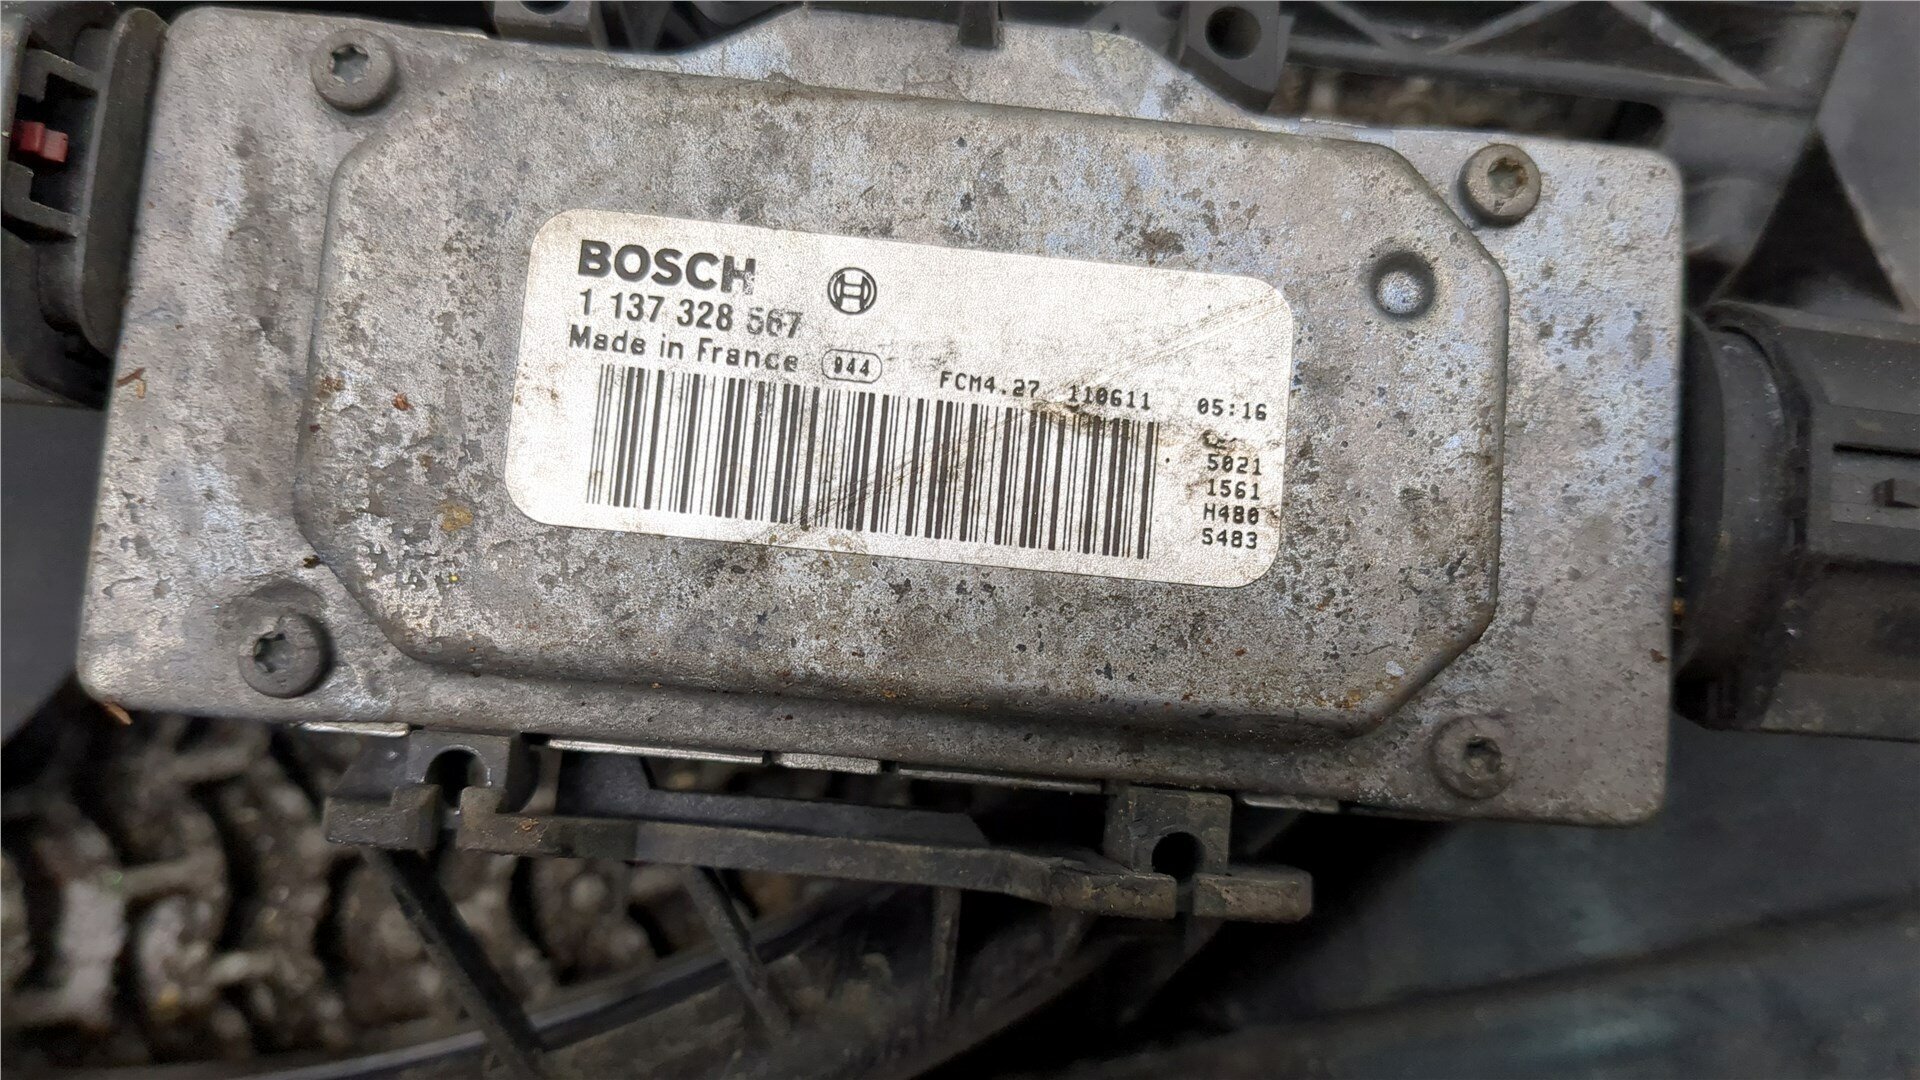 BOSCH
1 137 328 567
Made in France 944
FCM4.27 110611 05:16
5021
1561
H480
5483